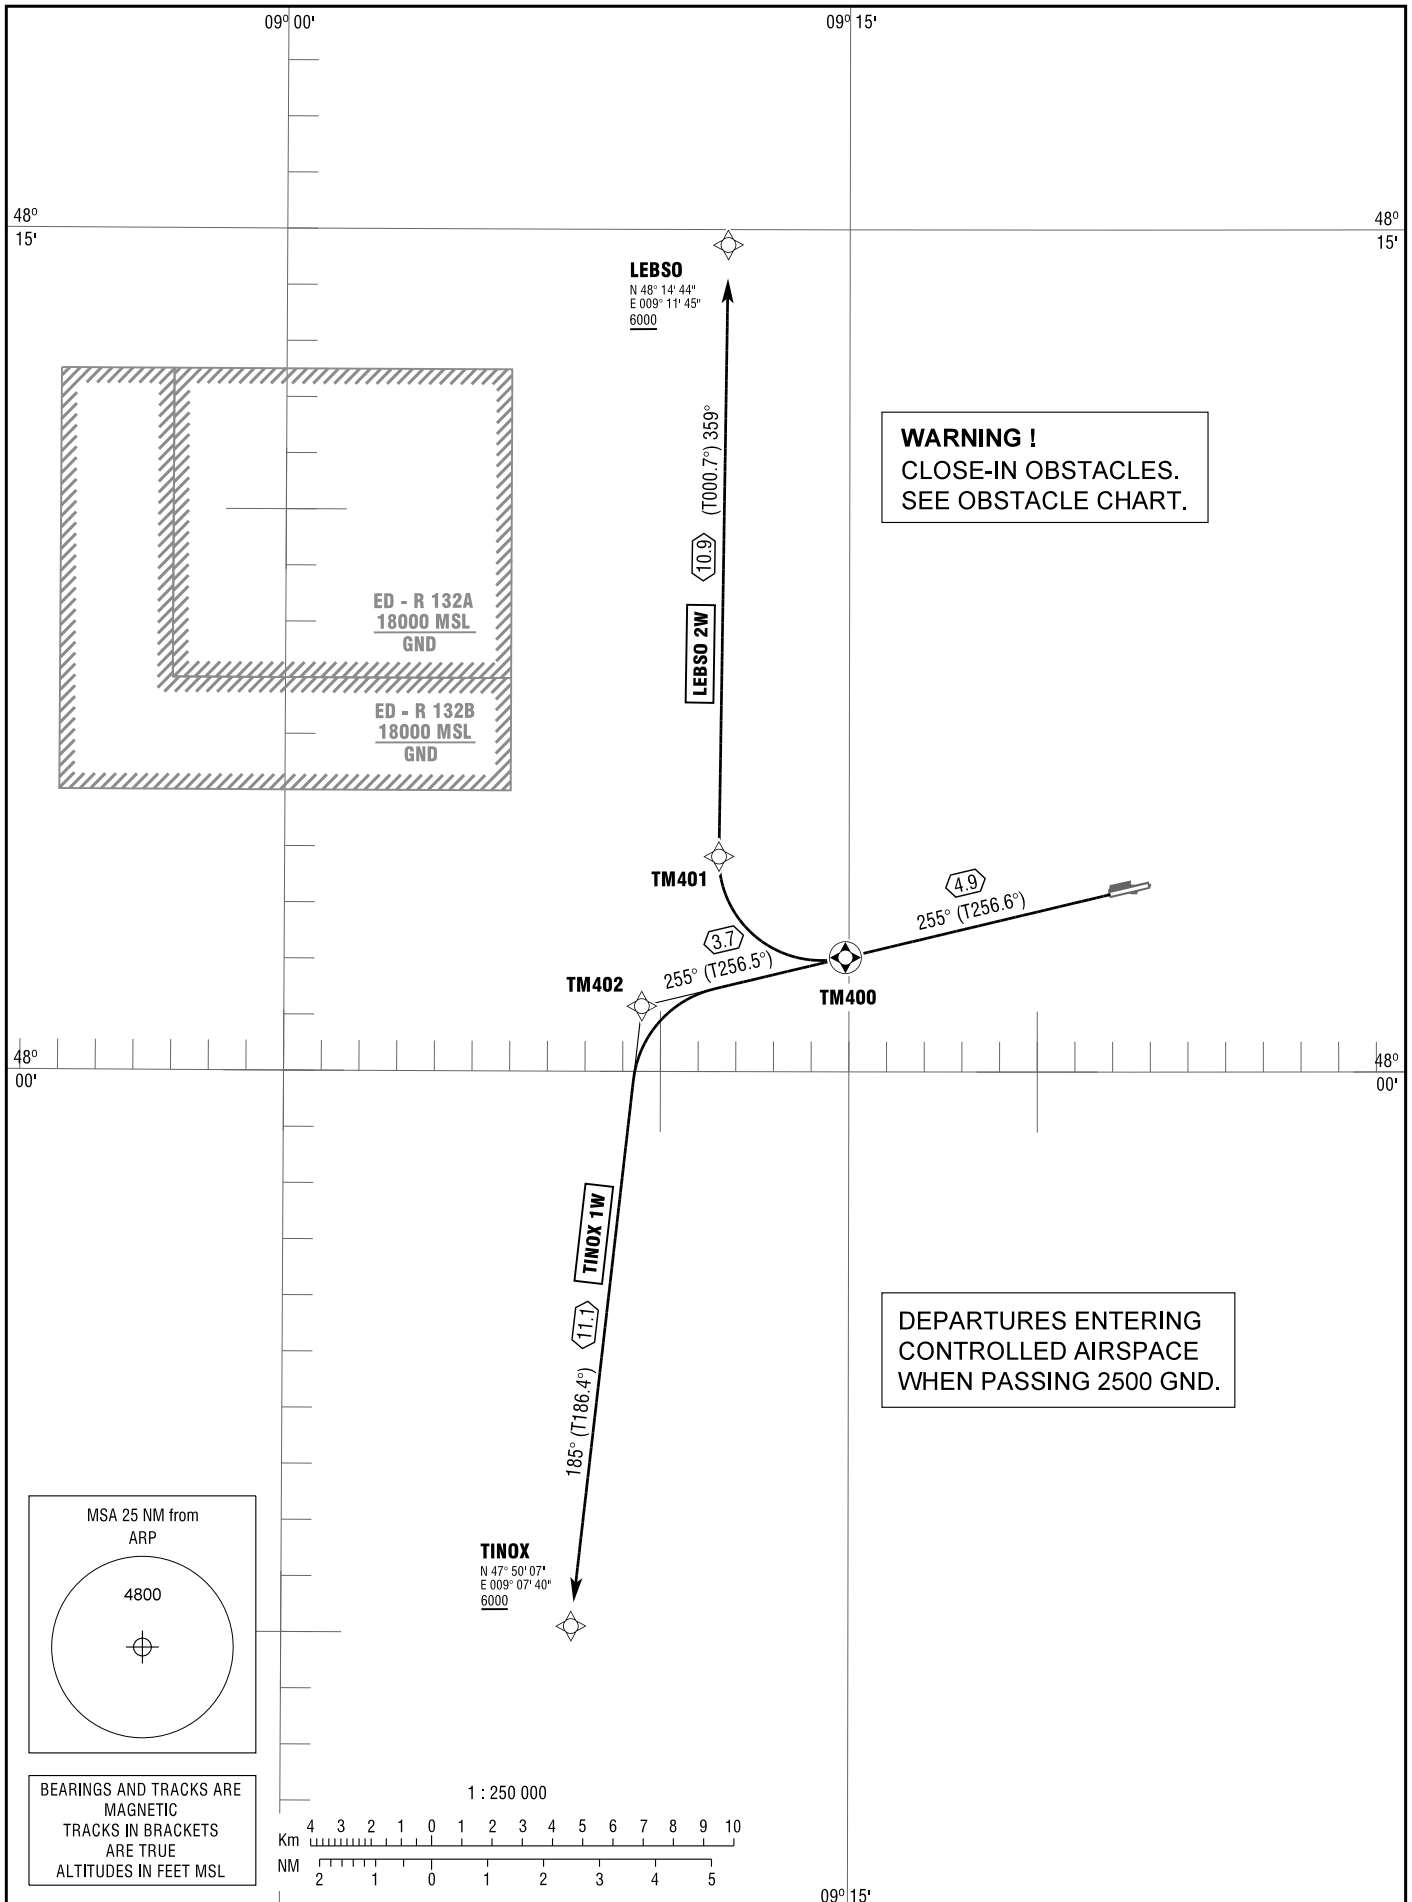 09° 00'
09° 15'
48°
15'
48°
15'
LEBSO
N 48° 14' 44"
E 009° 11' 45"
6000
(T000.7°) 359°
10.9
LEBSO 2W
WARNING !
CLOSE-IN OBSTACLES.
SEE OBSTACLE CHART.
ED - R 132A
18000 MSL
GND
ED - R 132B
18000 MSL
GND
TM401
4.9
255° (T256.6°)
3.7
255° (T256.5°)
TM402
TM400
48°
00'
48°
00'
TINOX 1W
11.1
185° (T186.4°)
DEPARTURES ENTERING
CONTROLLED AIRSPACE
WHEN PASSING 2500 GND.
MSA 25 NM from
ARP
4800
TINOX
N 47° 50' 07"
E 009° 07' 40"
6000
BEARINGS AND TRACKS ARE
MAGNETIC
TRACKS IN BRACKETS
ARE TRUE
ALTITUDES IN FEET MSL
1 : 250 000
Km 4 3 2 1 0 1 2 3 4 5 6 7 8 9 10
NM 2 1 0 1 2 3 4 5
09° 15'